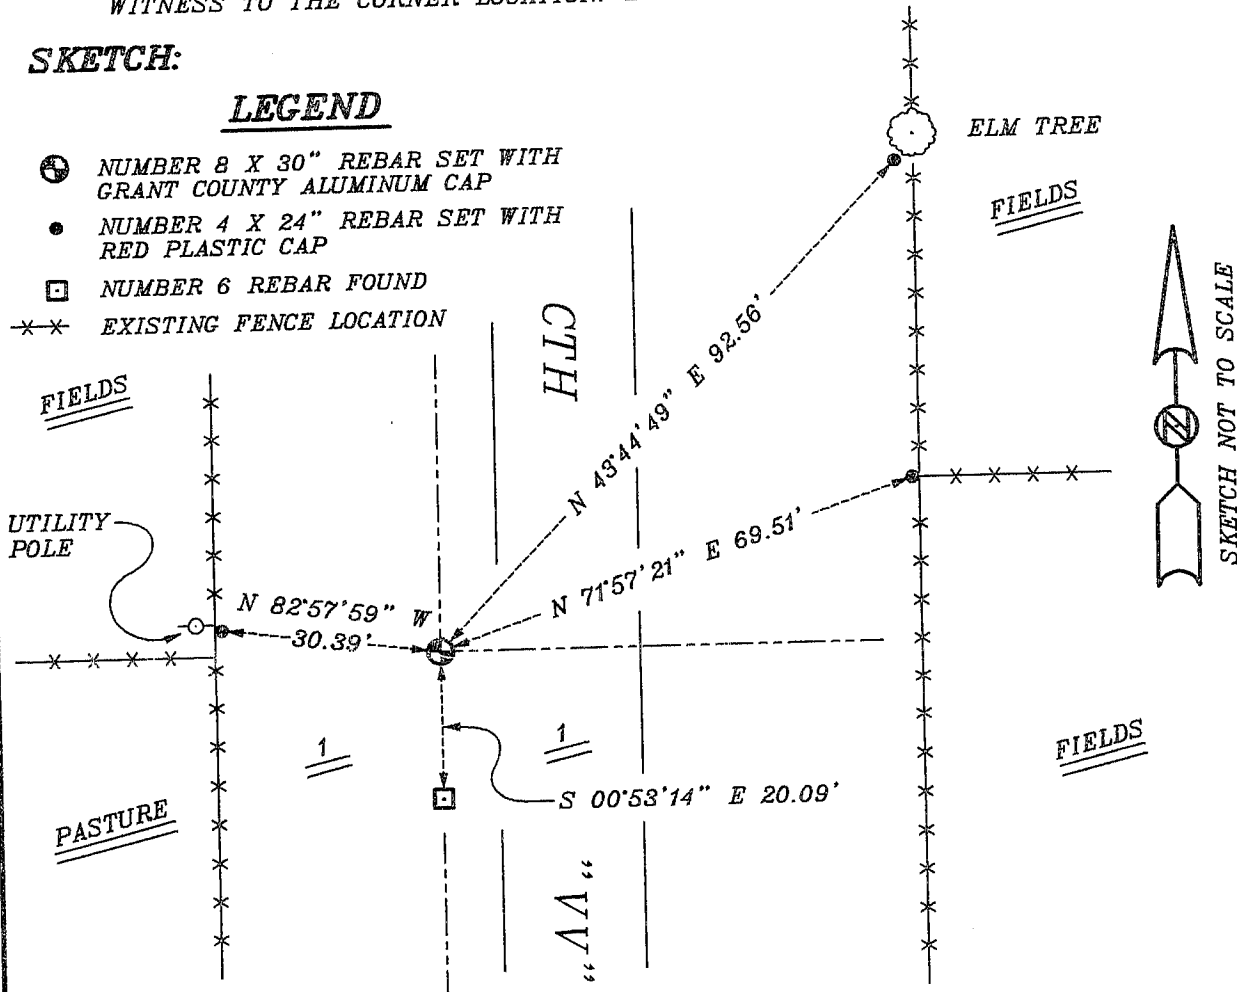 WITNESS TO THE CORNER LOCATION.
SKETCH:
LEGEND
NUMBER 8 X 30" REBAR SET WITH
GRANT COUNTY ALUMINUM CAP
NUMBER 4 X 24" REBAR SET WITH
RED PLASTIC CAP
NUMBER 6 REBAR FOUND
EXISTING FENCE LOCATION
ELM TREE
FIELDS
SKETCH NOT TO SCALE
N
CTH
N 43°44'49" E 92.56'
FIELDS
UTILITY
POLE
N 71°57'21" E 69.51'
N 82°57'59" W
30.39'
1
1
FIELDS
S 00°53'14" E 20.09'
PASTURE
"VV"